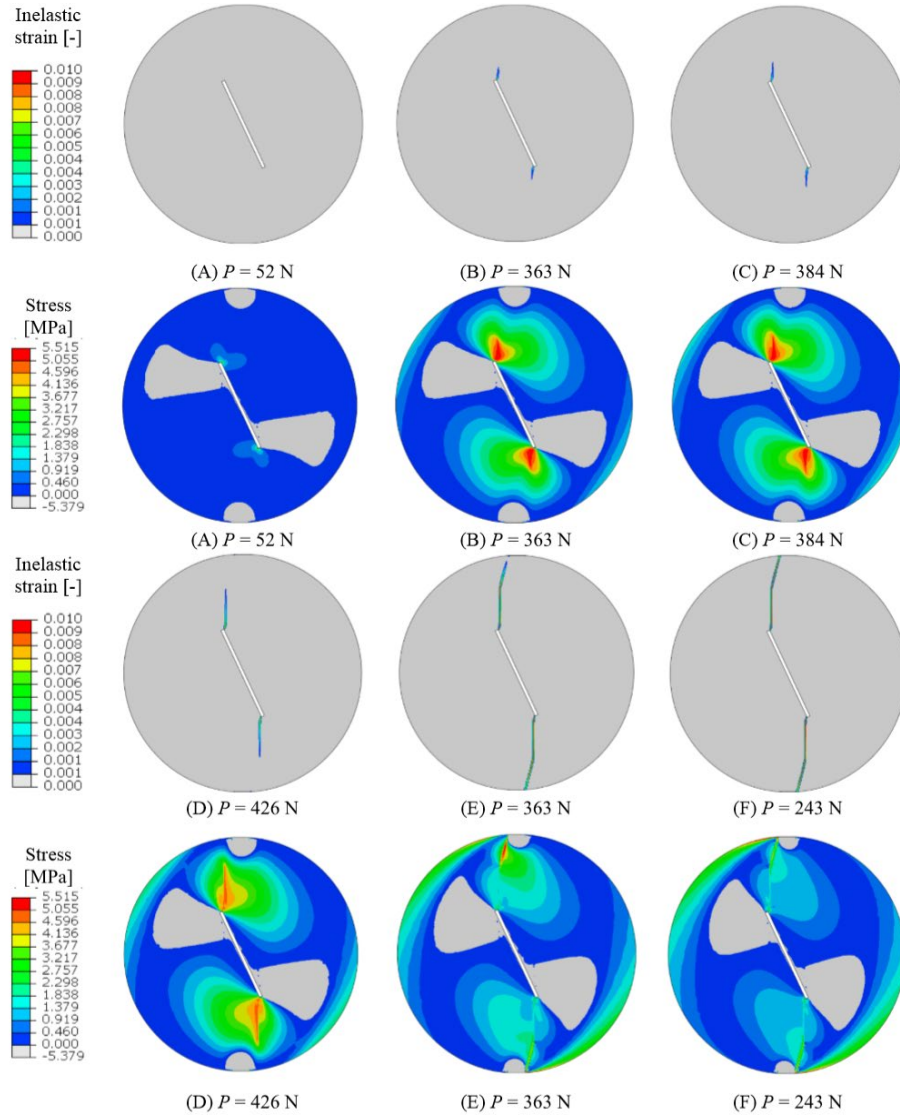 Inelastic
strain [-]
0.010
0.009
0.008
0.007
0.006
0.005
0.004
0.004
0.003
0.002
0.001
0.001
0.000
(A) P = 52 N
(B) P = 363 N
(C) P = 384 N
Stress
[MPa]
5.515
5.055
4.596
4.136
3.677
3.217
2.757
2.298
1.838
1.379
0.919
0.460
0.000
-5.379
(A) P = 52 N
(B) P = 363 N
(C) P = 384 N
Inelastic
strain [-]
0.010
0.009
0.008
0.008
0.007
0.006
0.005
0.004
0.004
0.003
0.002
0.001
0.001
0.000
(D) P = 426 N
(E) P = 363 N
(F) P = 243 N
Stress
[MPa]
5.515
5.055
4.596
4.136
3.677
3.217
2.757
2.298
1.838
1.379
0.919
0.460
0.000
-5.379
(D) P = 426 N
(E) P = 363 N
(F) P = 243 N